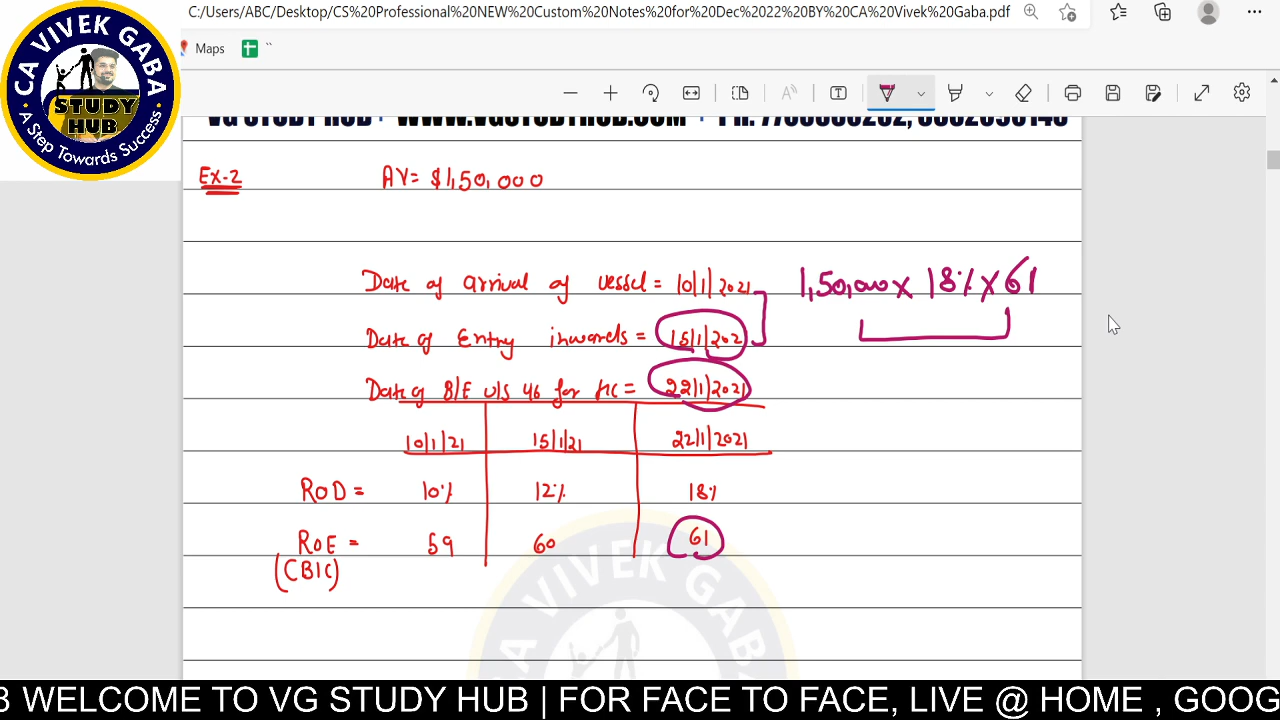 C:/Users/ABC/Desktop/CS%20Professional%20NEW%20Custom%20Notes%20for%20Dec%2022%20BY%20CA%20Vivek%20Gaba.pdf
CA VIVEK GABA
STUDY
HUB
A Step Towards Success
Maps
Ex-2 AV= $1,50,000
Date of arrival of vessel = 10/1/2021
1,50,000 x 18% x 61
Date of Entry inwards = 15/1/202
Date of B/E u/s 46 for HC = 22/1/2021
10/1/21 15/1/21 22/1/2021
ROD = 10% 12% 18%
ROE = 59 60 61
(CBIC)
VIVEK GABA
WELCOME TO VG STUDY HUB | FOR FACE TO FACE, LIVE @ HOME , GOOG